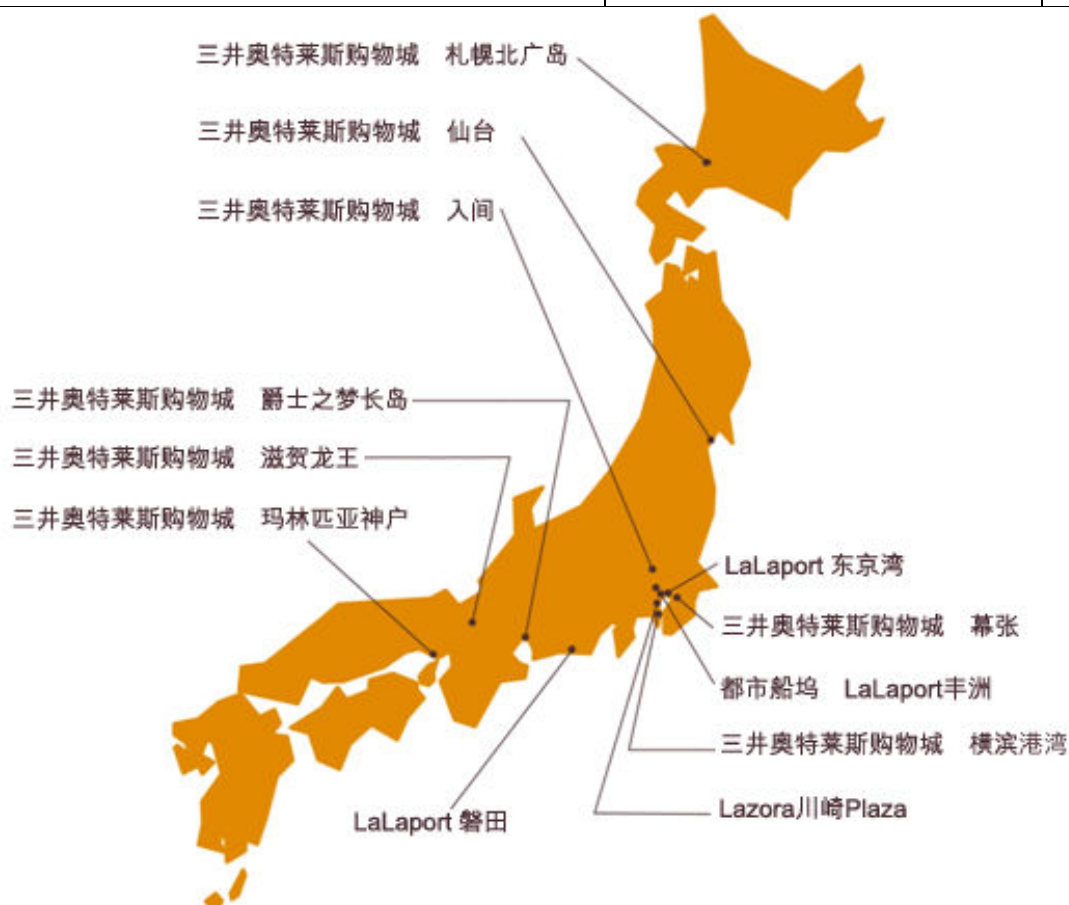 三井奥特莱斯购物城 札幌北广岛
三井奥特莱斯购物城 仙台
三井奥特莱斯购物城 入间
三井奥特莱斯购物城 爵士之梦长岛
三井奥特莱斯购物城 滋贺龙王
三井奥特莱斯购物城 玛林匹亚神户
LaLaport 东京湾
三井奥特莱斯购物城 幕张
都市船坞 LaLaport丰洲
三井奥特莱斯购物城 横滨港湾
Lazora川崎Plaza
LaLaport 磐田